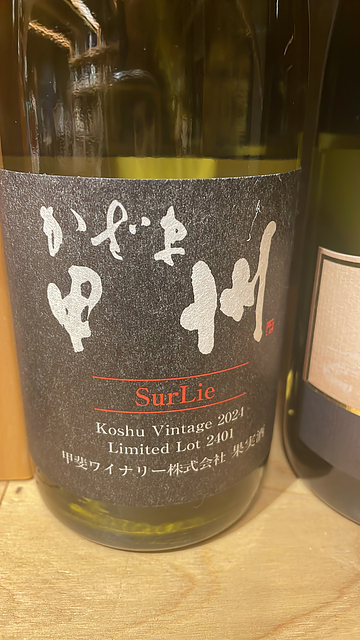 かざま
甲州
SurLie
Koshu Vintage 2024
Limited Lot 2401
甲斐ワイナリー株式会社 果実酒